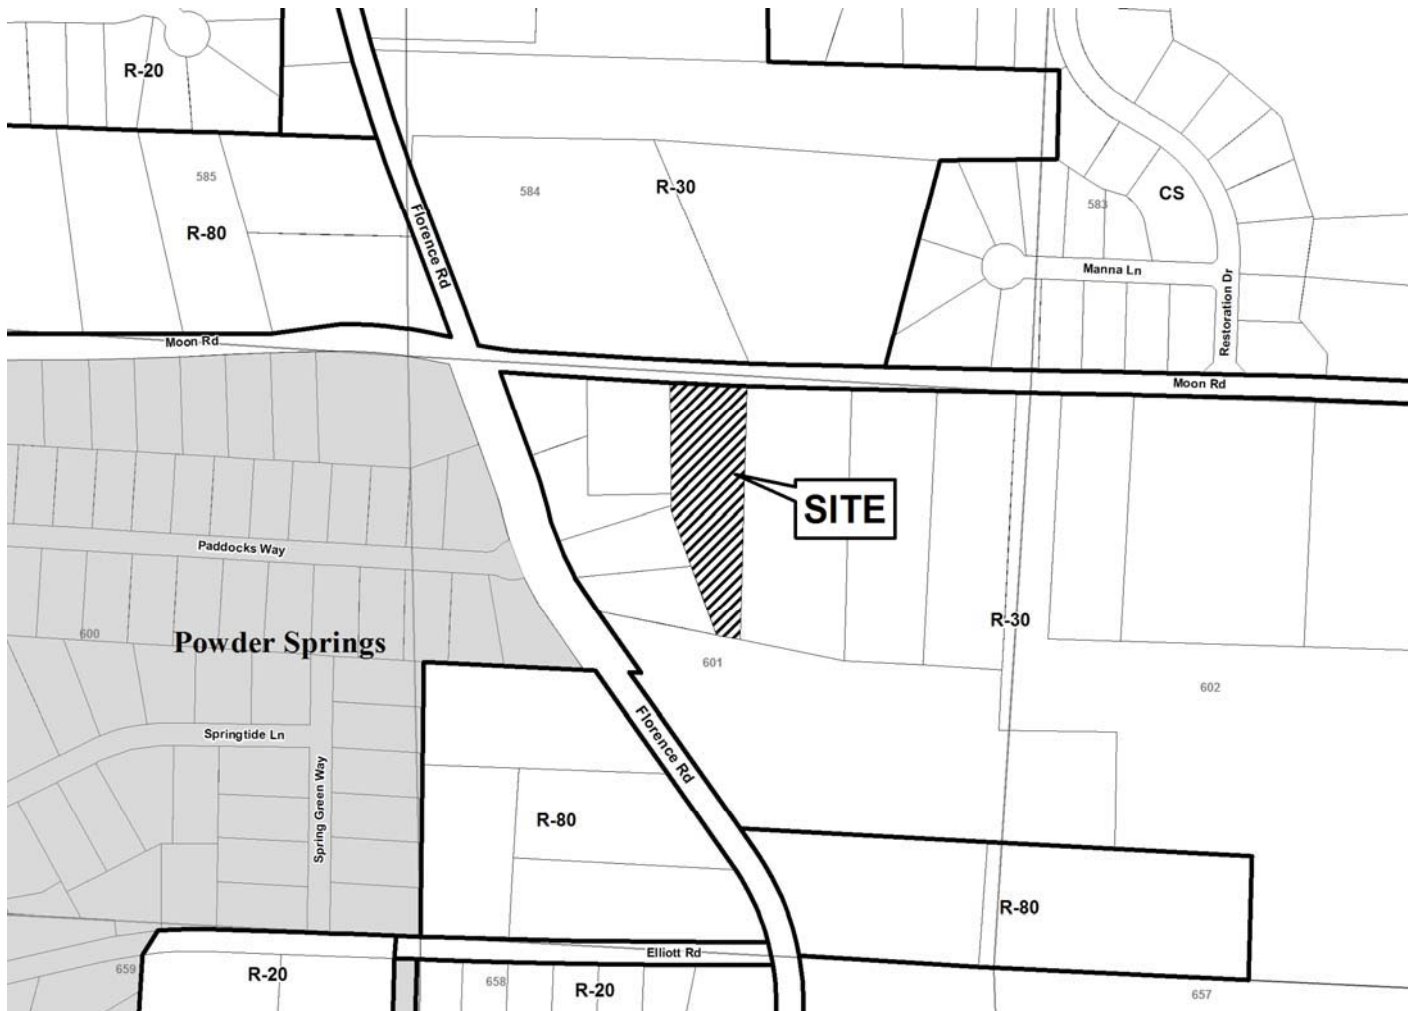 R-20
585
584
R-30
583
CS
R-80
Florence Rd
Manna Ln
Restoration Dr
Moon Rd
Moon Rd
SITE
Paddocks Way
600
Powder Springs
R-30
601
602
Springtide Ln
Florence Rd
Spring Green Way
R-80
R-80
Elliott Rd
659
R-20
658
R-20
657